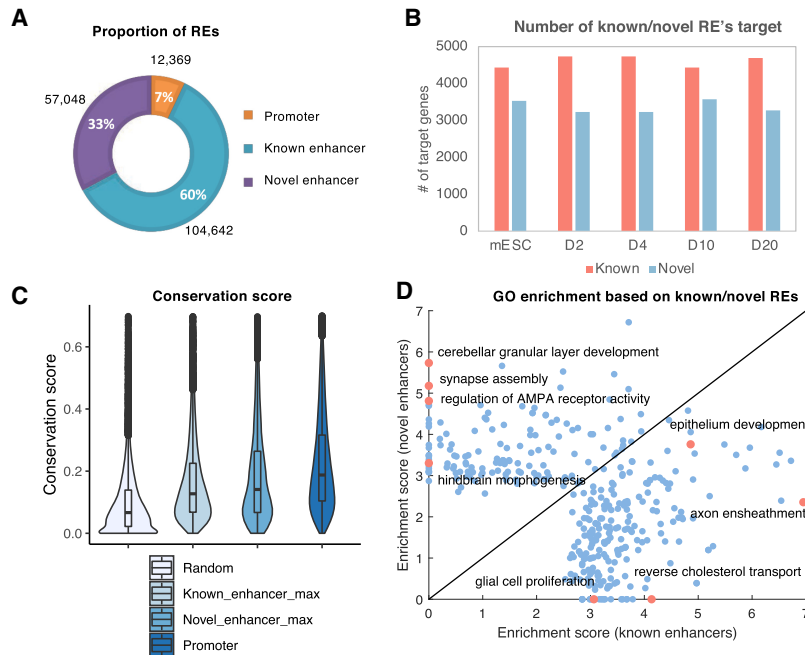 A
Proportion of REs
12,369
57,048
7%
33%
60%
104,642
Promoter
Known enhancer
Novel enhancer
B
Number of known/novel RE's target
# of target genes
5000
4000
3000
2000
1000
0
mESC D2 D4 D10 D20
Known Novel
C
Conservation score
Conservation score
0.6
0.4
0.2
0.0
Random
Known_enhancer_max
Novel_enhancer_max
Promoter
D
GO enrichment based on known/novel REs
Enrichment score (novel enhancers)
7
6
5
4
3
2
1
0
cerebellar granular layer development
synapse assembly
regulation of AMPA receptor activity
epithelium developmen
hindbrain morphogenesis
axon ensheathment
reverse cholesterol transport
glial cell proliferation
0 1 2 3 4 5 6 7
Enrichment score (known enhancers)